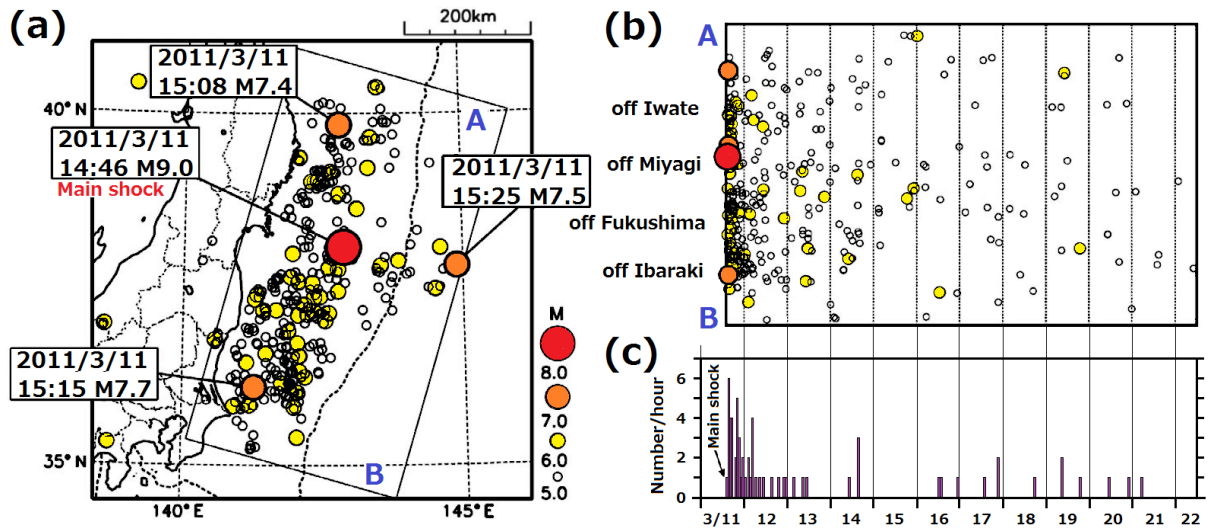 (a)
200km
2011/3/11
15:08 M7.4
40°N
A
2011/3/11
14:46 M9.0
Main shock
2011/3/11
15:25 M7.5
2011/3/11
15:15 M7.7
35°N
B
140°E
145°E
M
8.0
7.0
6.0
5.0
(b)
A
off Iwate
off Miyagi
off Fukushima
off Ibaraki
B
(c)
Number/hour
6
4
2
0
Main shock
3/11 12 13 14 15 16 17 18 19 20 21 22